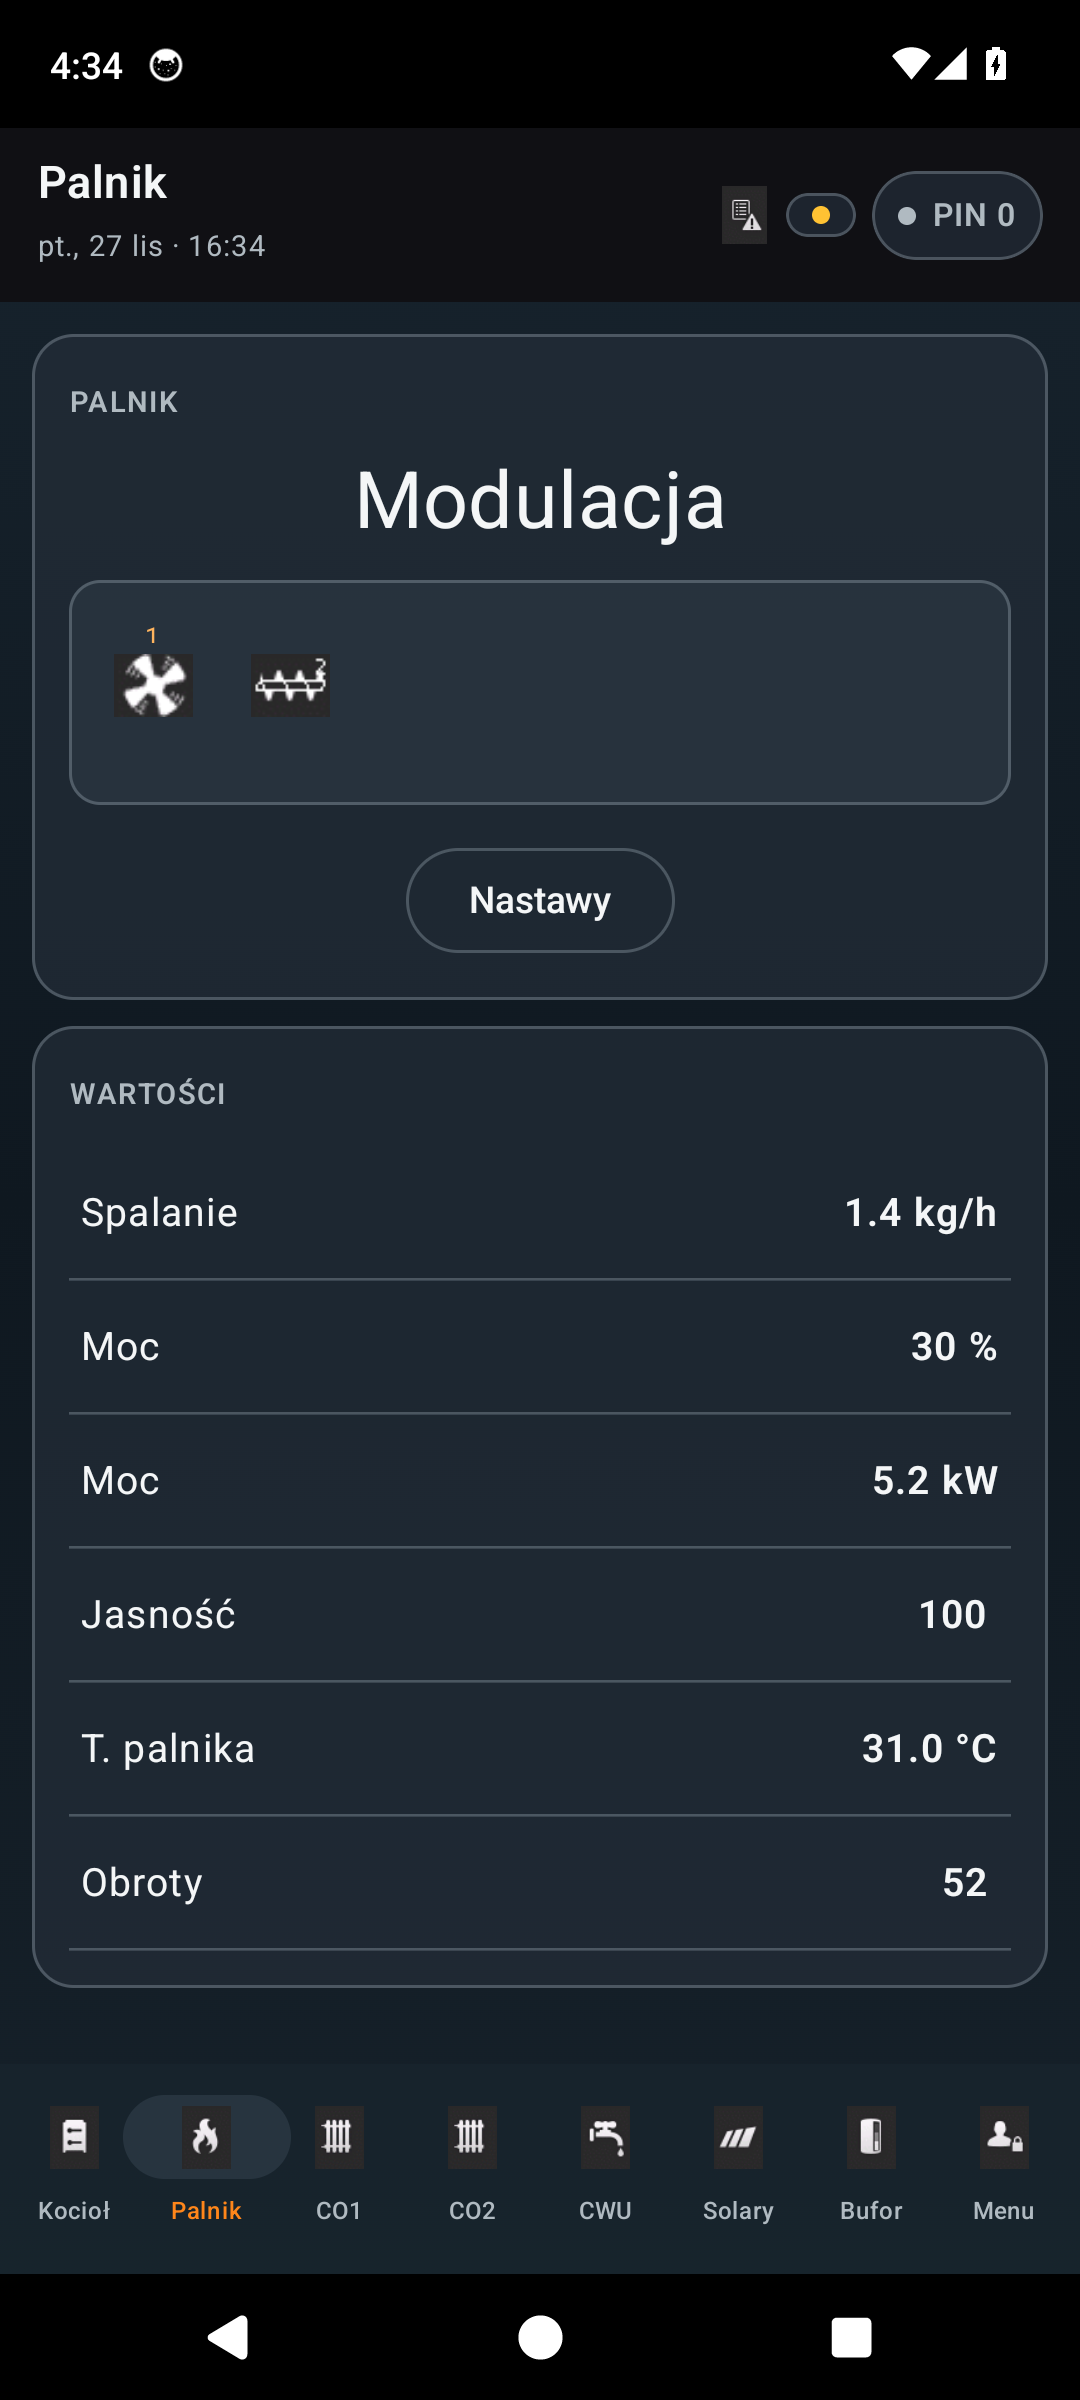 4:34
Palnik
pt., 27 lis · 16:34
PIN 0
PALNIK
Modulacja
1
2
Nastawy
WARTOŚCI
Spalanie 1.4 kg/h
Moc 30 %
Moc 5.2 kW
Jasność 100
T. palnika 31.0 °C
Obroty 52
Kocioł Palnik CO1 CO2 CWU Solary Bufor Menu